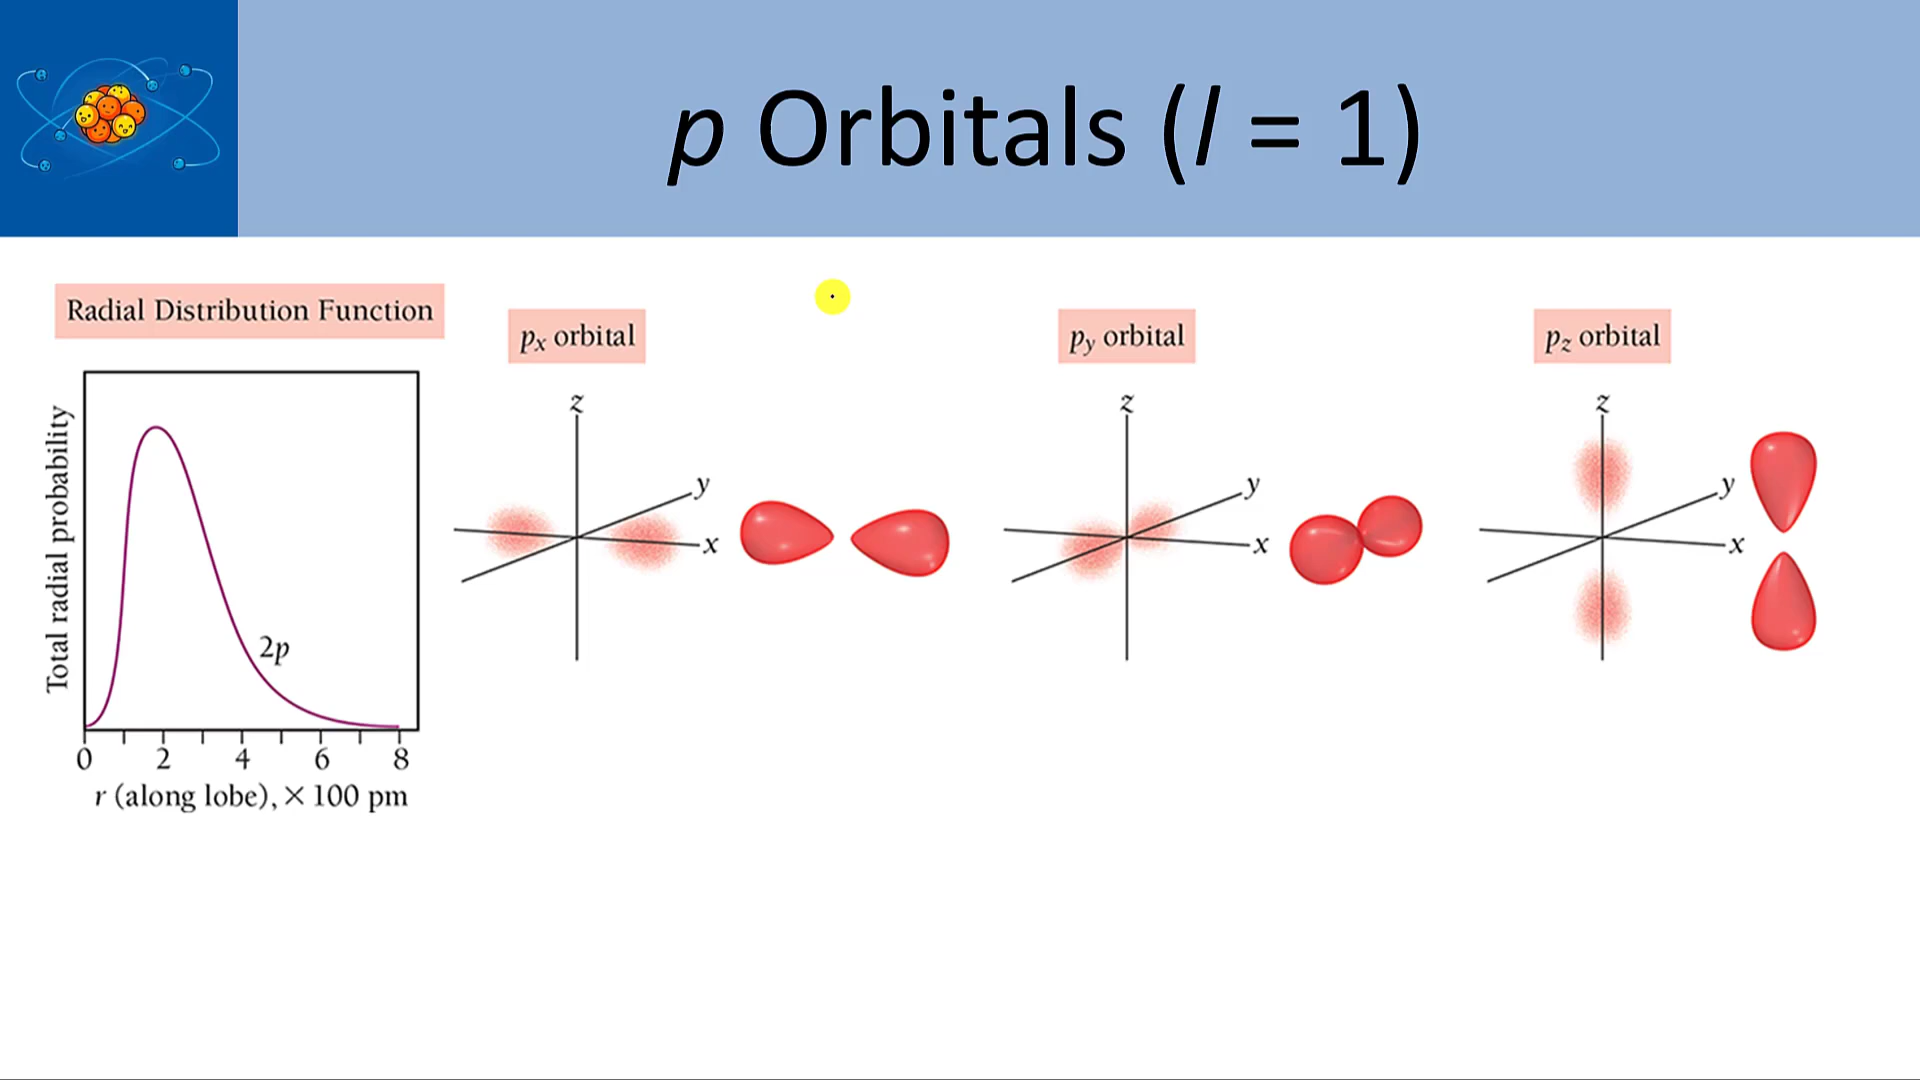 p Orbitals (l = 1)
Radial Distribution Function
Total radial probability
2p
0 2 4 6 8
r (along lobe), × 100 pm
px orbital
z
y
x
py orbital
z
y
x
pz orbital
z
y
x